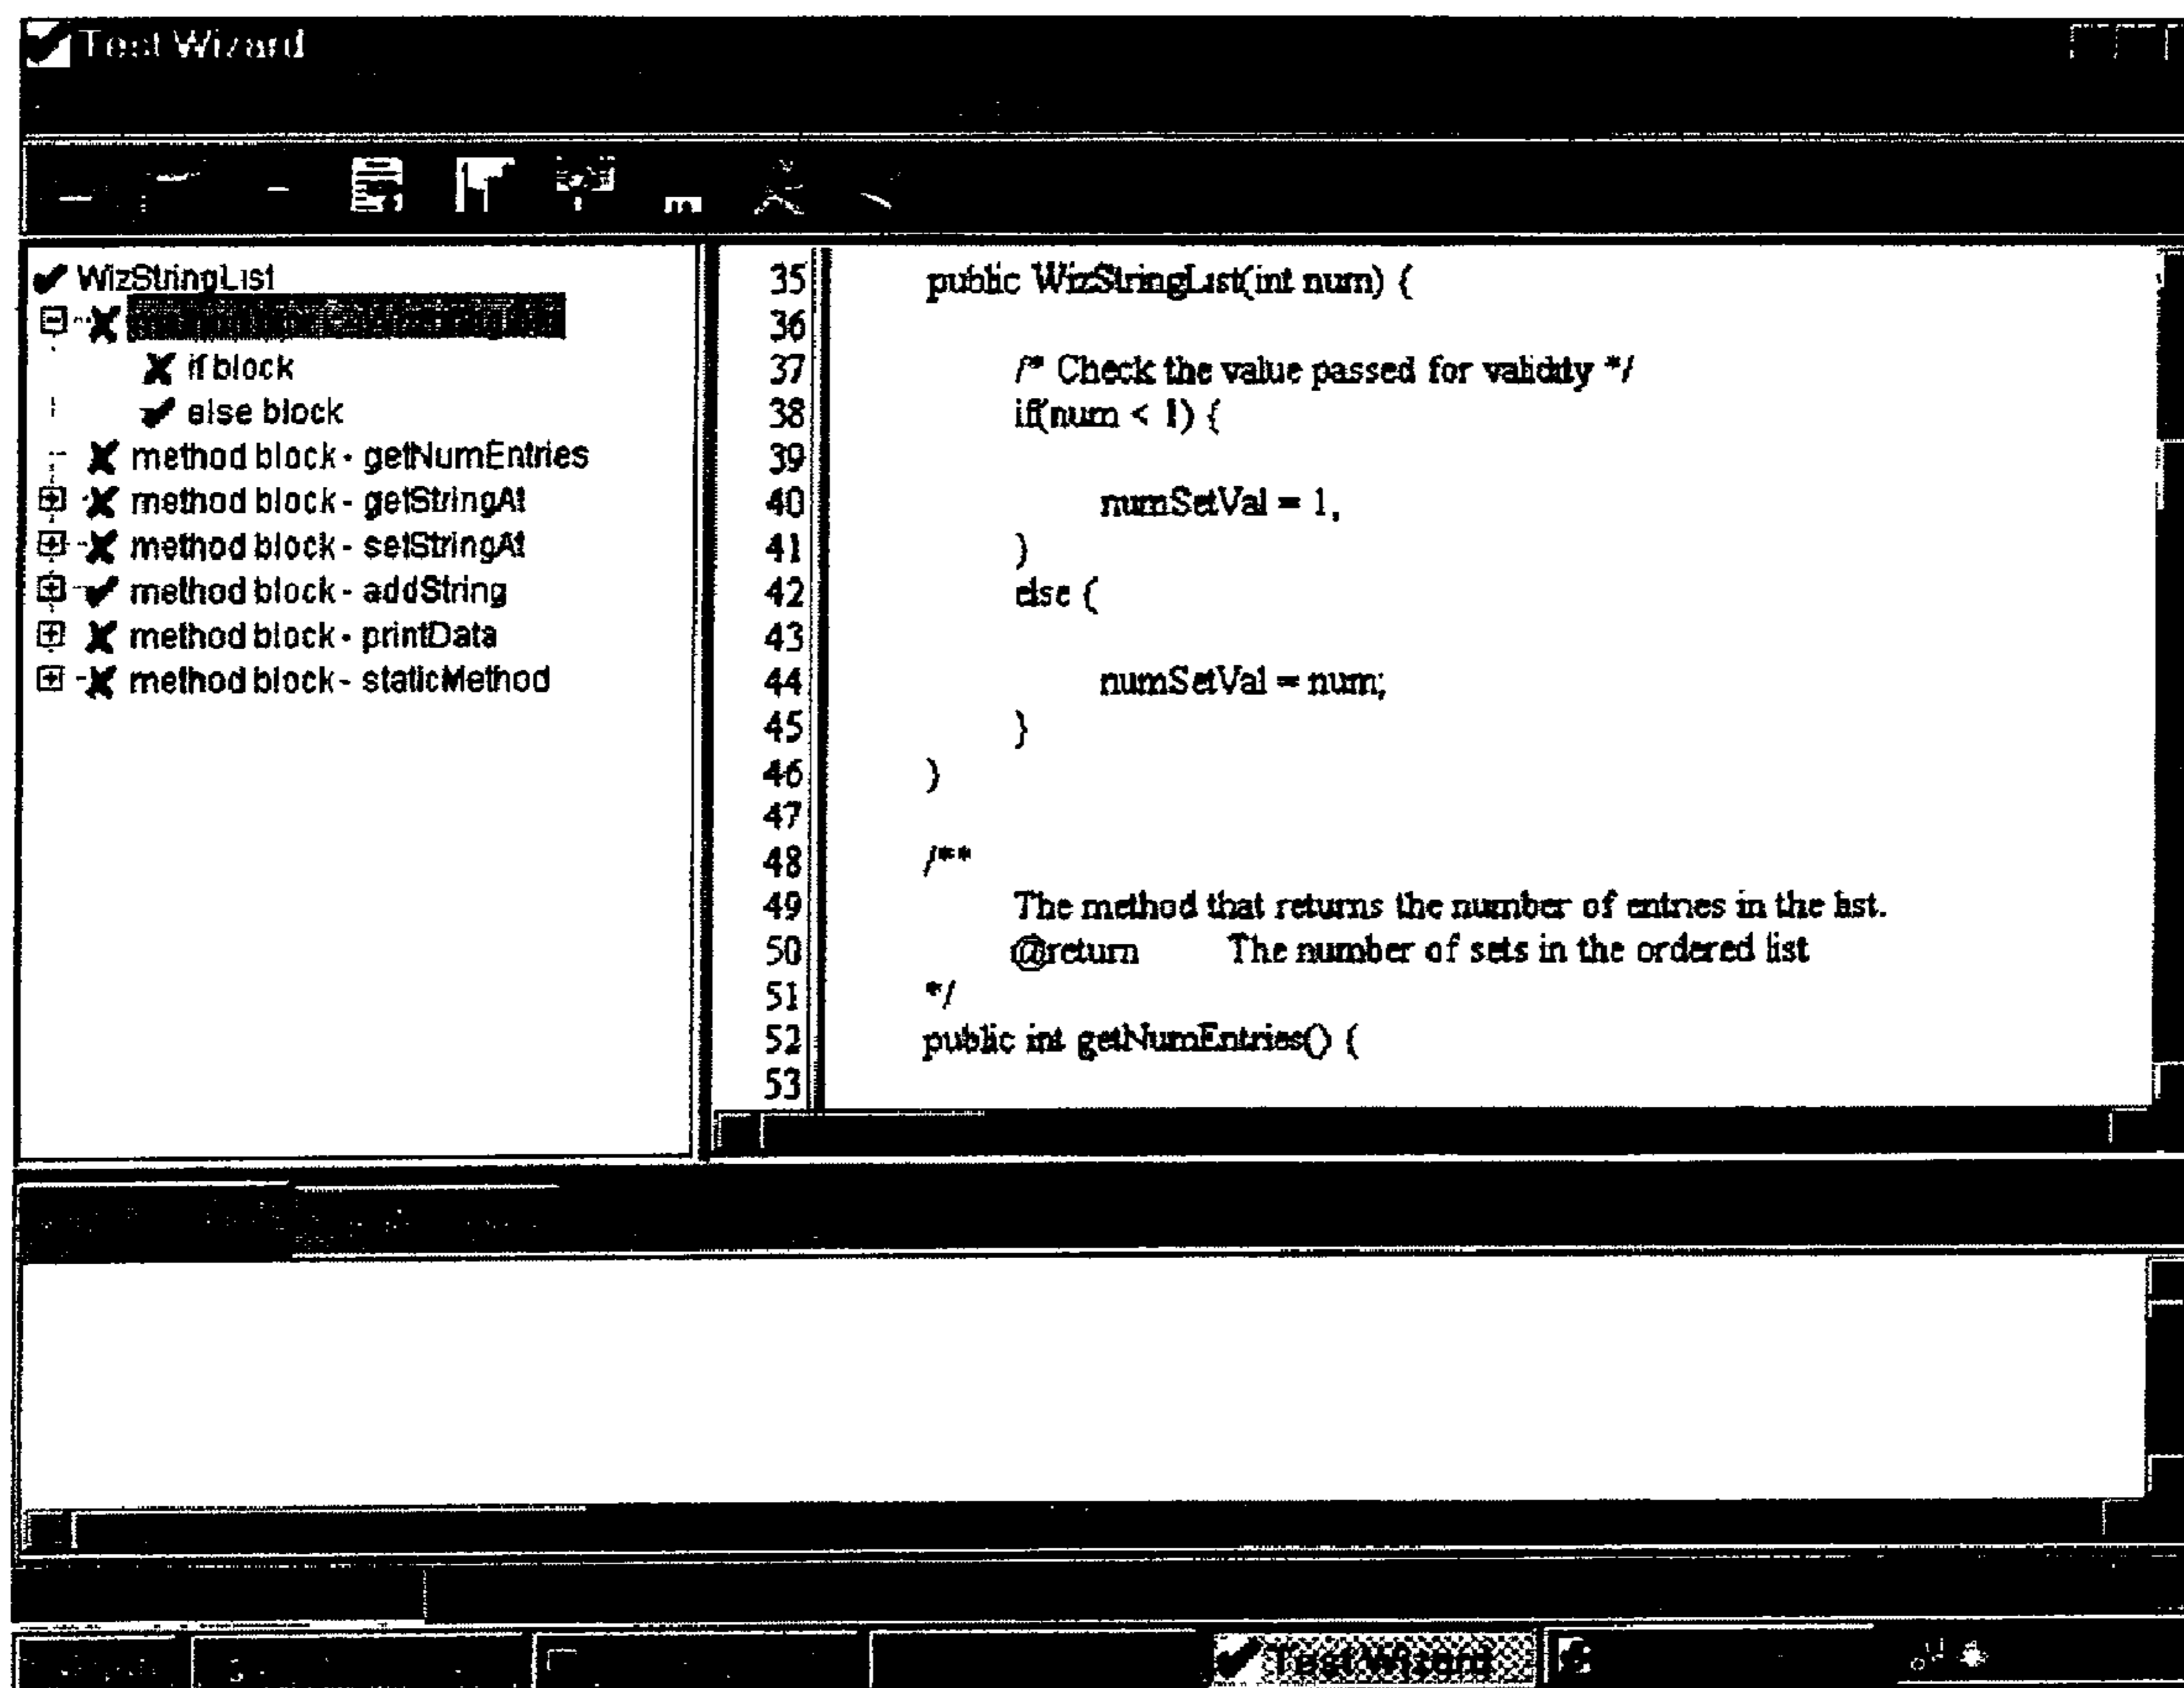 Test Wizard
WizStringList
if block
else block
method block - getNumEntries
method block - getStringAt
method block - setStringAt
method block - addString
method block - printData
method block - staticMethod
35 public WizStringList(int num) {
36
37 /* Check the value passed for validity */
38 if(num < 1) {
39
40 numSetVal = 1,
41 }
42 else {
43
44 numSetVal = num;
45 }
46 }
47
48 /**
49 The method that returns the number of entries in the list.
50 @return The number of sets in the ordered list
51 */
52 public int getNumEntries() {
53
Test Wizard